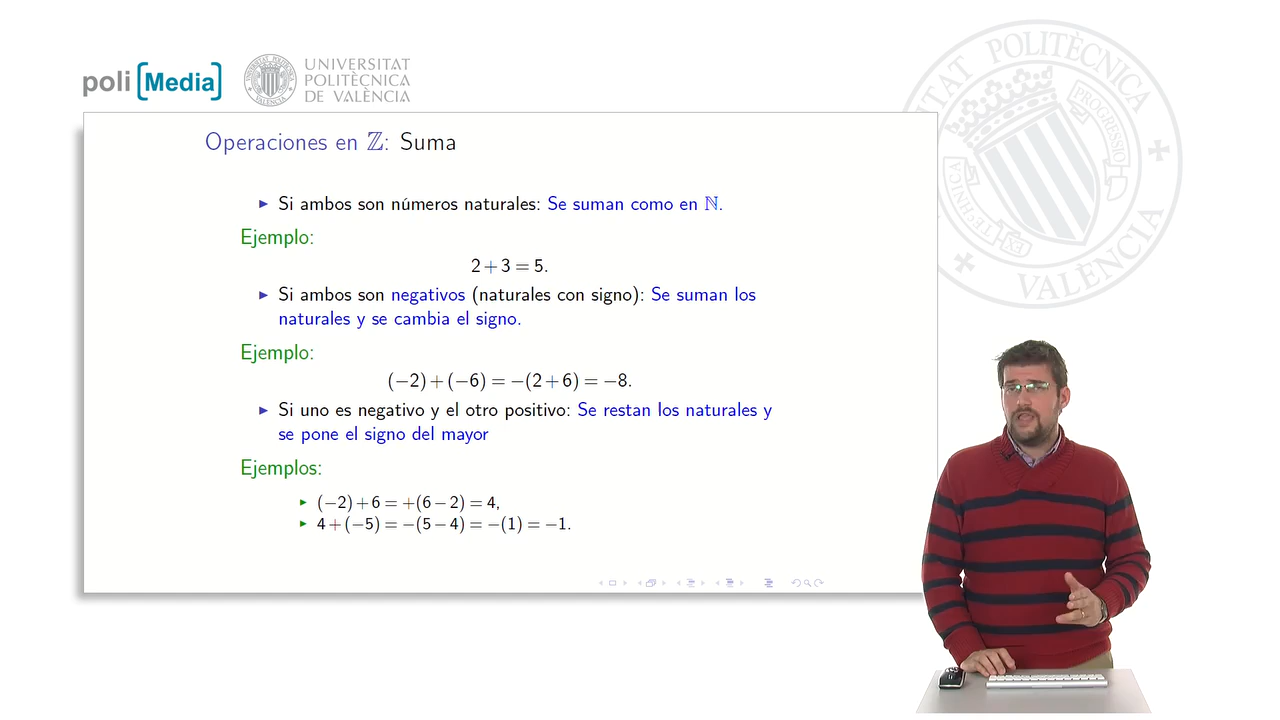 poli [Media]
UNIVERSITAT
POLITÈCNICA
DE VALÈNCIA
Operaciones en ℤ: Suma
▶ Si ambos son números naturales: Se suman como en ℕ.
Ejemplo:
2 + 3 = 5.
▶ Si ambos son negativos (naturales con signo): Se suman los
naturales y se cambia el signo.
Ejemplo:
(−2) + (−6) = −(2 + 6) = −8.
▶ Si uno es negativo y el otro positivo: Se restan los naturales y
se pone el signo del mayor
Ejemplos:
▶ (−2) + 6 = +(6 − 2) = 4,
▶ 4 + (−5) = −(5 − 4) = −(1) = −1.
POLITÈCNICA
VALÈNCIA
PROGRESSIO